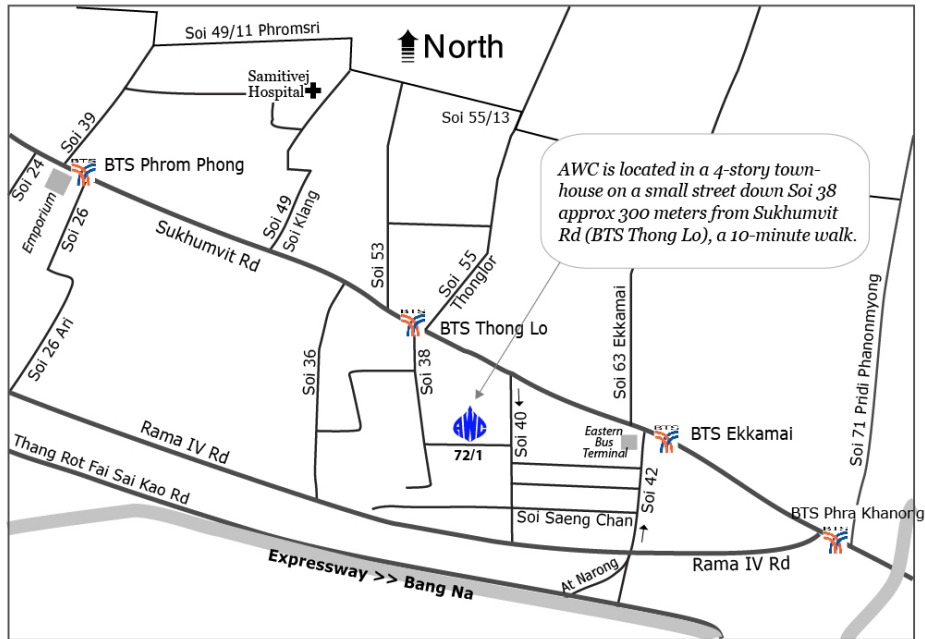 Soi 49/11 Phromsri
North
Samitivej
Hospital
Soi 55/13
Soi 39
Soi 24
BTS
BTS Phrom Phong
Emporium
Soi 26
Soi 49
Soi Klang
Sukhumvit Rd
Soi 53
Soi 55
Thonglor
AWC is located in a 4-story town-
house on a small street down Soi 38
approx 300 meters from Sukhumvit
Rd (BTS Thong Lo), a 10-minute walk.
BTS
BTS Thong Lo
Soi 26 Ari
Soi 36
Soi 38
Soi 63 Ekkamai
Soi 71 Pridi Phanonmyong
AWC
72/1
Soi 40
Eastern
Bus
Terminal
BTS
BTS Ekkamai
Soi 42
Rama IV Rd
Thang Rot Fai Sai Kao Rd
Soi Saeng Chan
BTS Phra Khanong
BTS
Rama IV Rd
At Narong
Expressway >> Bang Na